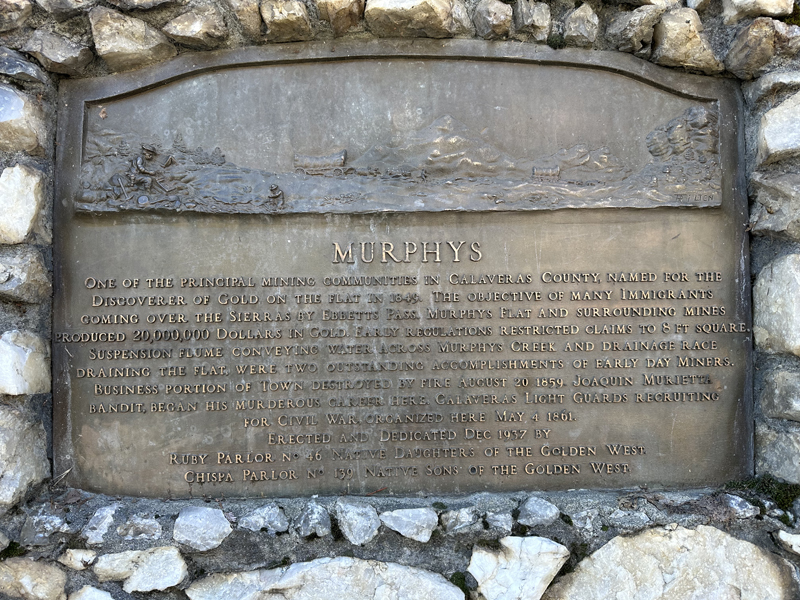 MURPHYS
ONE OF THE PRINCIPAL MINING COMMUNITIES IN CALAVERAS COUNTY, NAMED FOR THE
DISCOVERER OF GOLD ON THE FLAT IN 1849. THE OBJECTIVE OF MANY IMMIGRANTS
COMING OVER THE SIERRAS BY EBBETTS PASS. MURPHYS FLAT AND SURROUNDING MINES
PRODUCED 20,000,000 DOLLARS IN GOLD. EARLY REGULATIONS RESTRICTED CLAIMS TO 8 FT SQUARE.
SUSPENSION FLUME CONVEYING WATER ACROSS MURPHYS CREEK AND DRAINAGE RACE
DRAINING THE FLAT, WERE TWO OUTSTANDING ACCOMPLISHMENTS OF EARLY DAY MINERS.
BUSINESS PORTION OF TOWN DESTROYED BY FIRE AUGUST 20 1859. JOAQUIN MURIETTA
BANDIT, BEGAN HIS MURDEROUS CAREER HERE. CALAVERAS LIGHT GUARDS RECRUITING
FOR CIVIL WAR, ORGANIZED HERE MAY 4 1861.
ERECTED AND DEDICATED DEC 1937 BY
RUBY PARLOR Nº 46 NATIVE DAUGHTERS OF THE GOLDEN WEST
CHISPA PARLOR Nº 139 NATIVE SONS OF THE GOLDEN WEST